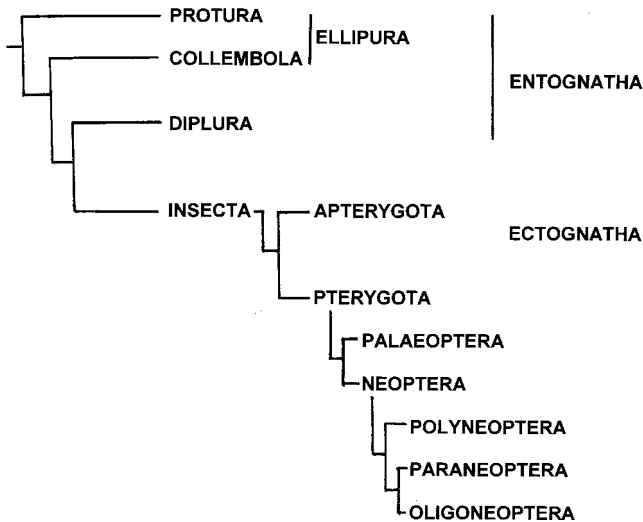 PROTURA
ELLIPURA
COLLEMBOLA
ENTOGNATHA
DIPLURA
INSECTA
APTERYGOTA
ECTOGNATHA
PTERYGOTA
PALAEOPTERA
NEOPTERA
POLYNEOPTERA
PARANEOPTERA
OLIGONEOPTERA